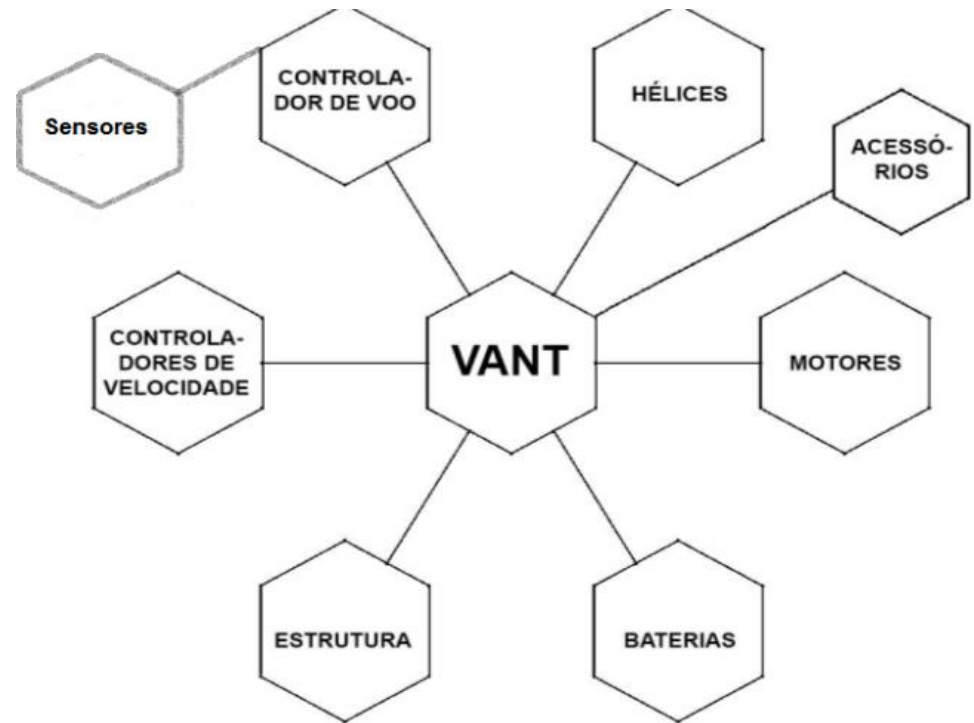 CONTROLA-
DOR DE VOO
HÉLICES
Sensores
ACESSÓ-
RIOS
CONTROLA-
DORES DE
VELOCIDADE
VANT
MOTORES
ESTRUTURA
BATERIAS